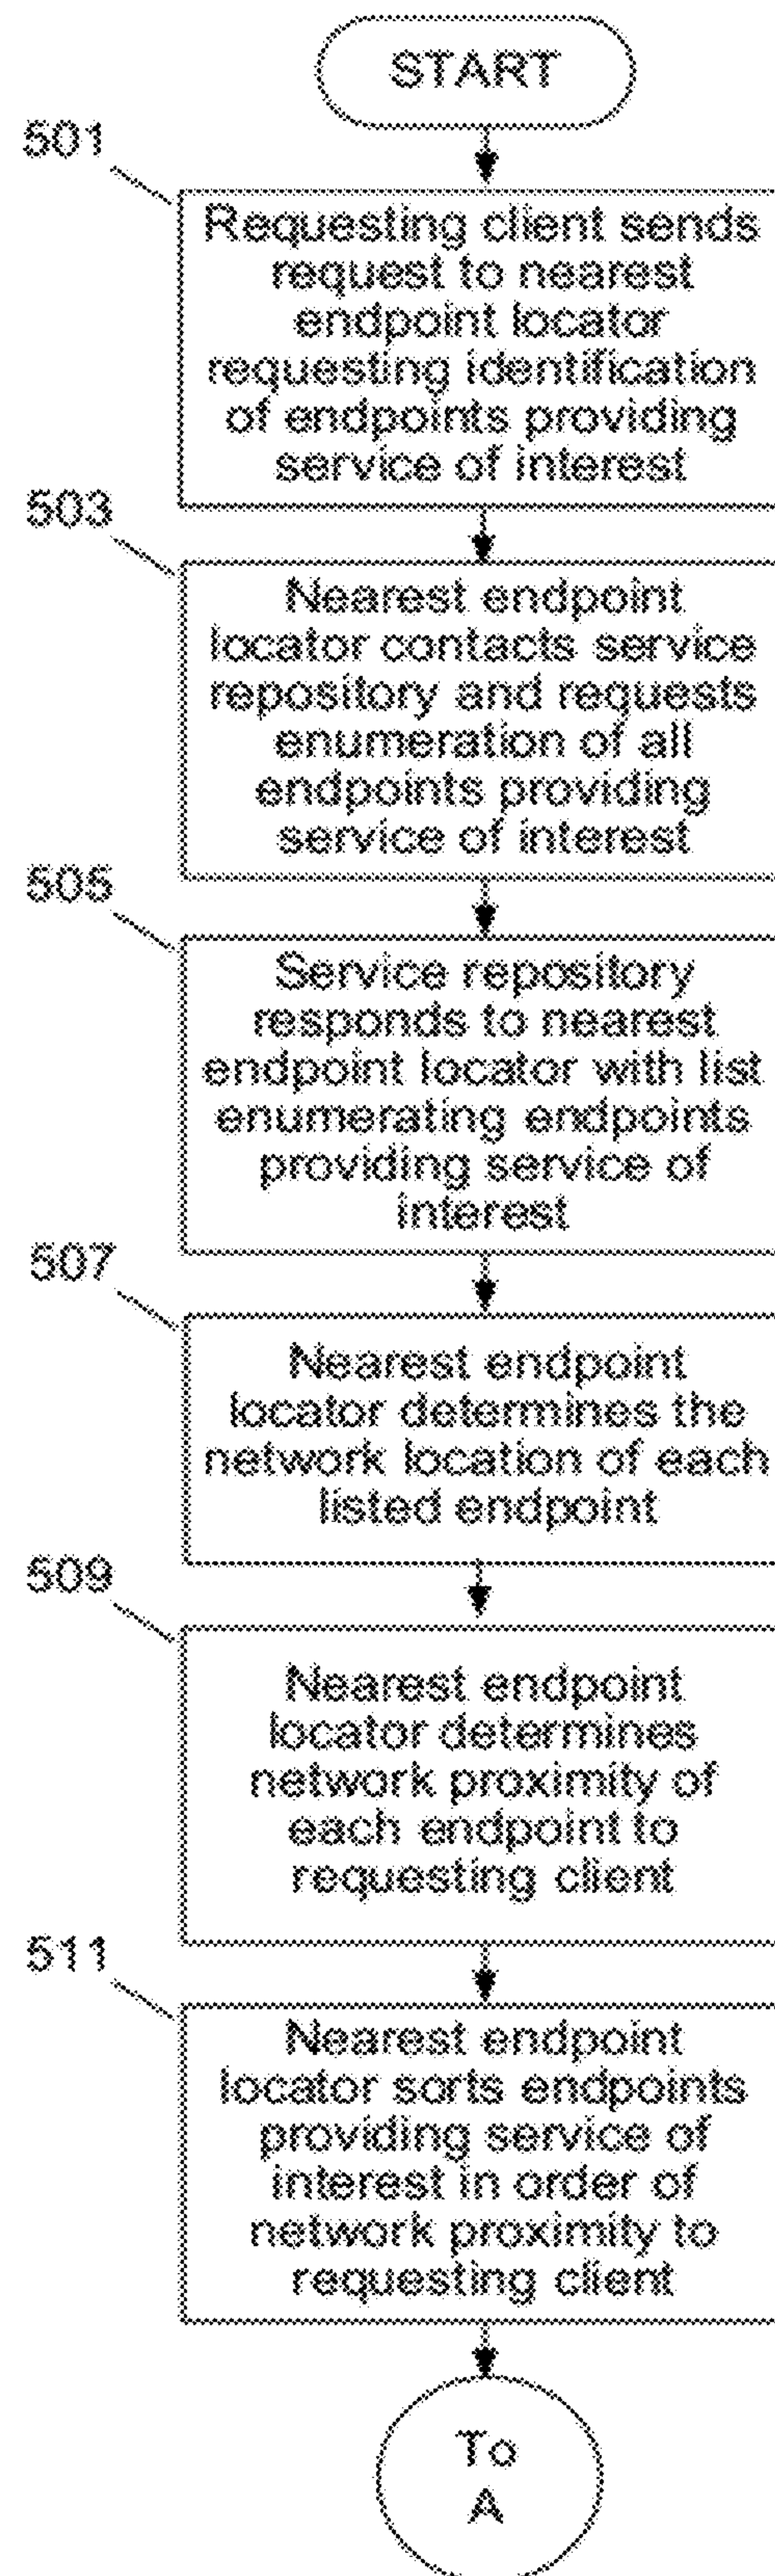 START
501
Requesting client sends
request to nearest
endpoint locator
requesting identification
of endpoints providing
service of interest
503
Nearest endpoint
locator contacts service
repository and requests
enumeration of all
endpoints providing
service of interest
505
Service repository
responds to nearest
endpoint locator with list
enumerating endpoints
providing service of
interest
507
Nearest endpoint
locator determines the
network location of each
listed endpoint
509
Nearest endpoint
locator determines
network proximity of
each endpoint to
requesting client
511
Nearest endpoint
locator sorts endpoints
providing service of
interest in order of
network proximity to
requesting client
To
A